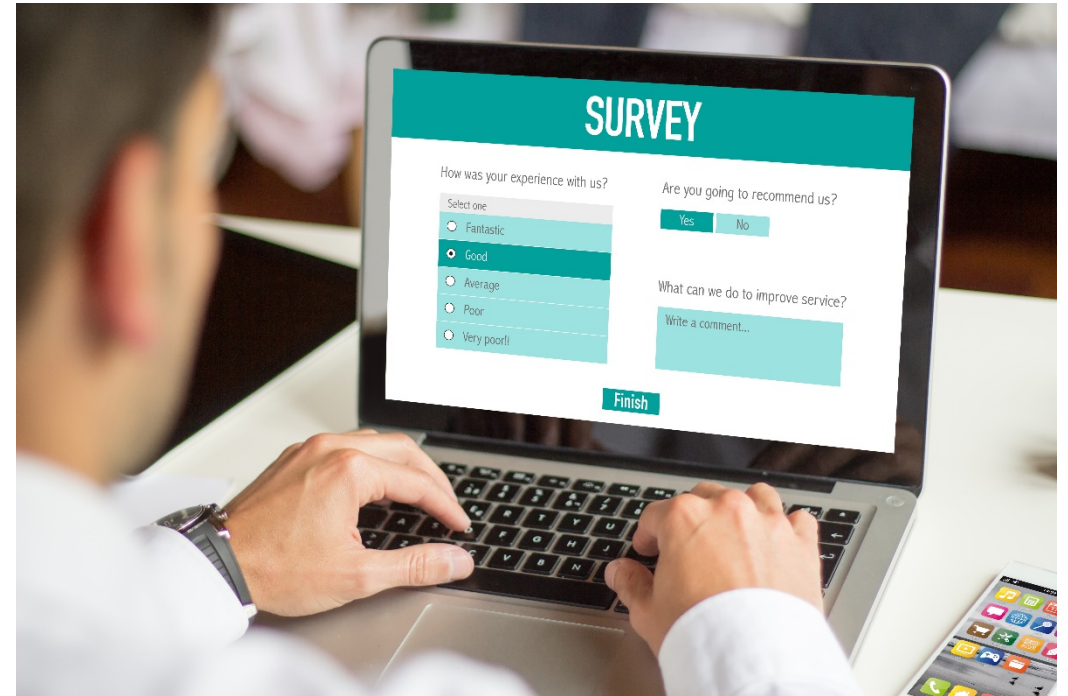 SURVEY
How was your experience with us?
Select one
Fantastic
Good
Average
Poor
Very poor!!
Are you going to recommend us?
Yes No
What can we do to improve service?
Write a comment...
Finish
A
D
R
T
Y
U
F
G
H
J
Z
C
V
B
N